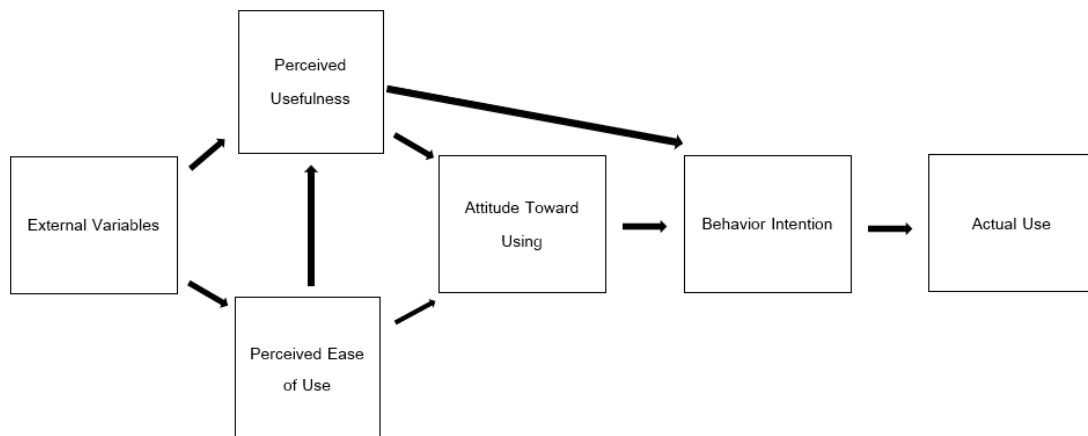 Perceived
Usefulness
External Variables
Attitude Toward
Using
Behavior Intention
Actual Use
Perceived Ease
of Use